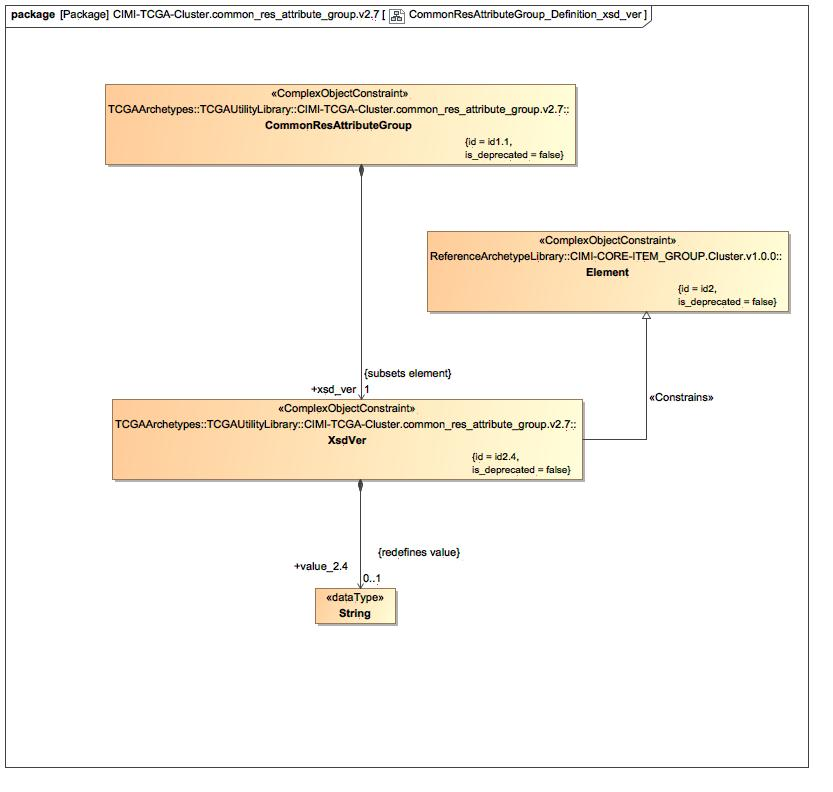 package [Package] CIMI-TCGA-Cluster.common_res_attribute_group.v2.7 [ CommonResAttributeGroup_Definition_xsd_ver ]
«ComplexObjectConstraint»
TCGAArchetypes::TCGAUtilityLibrary::CIMI-TCGA-Cluster.common_res_attribute_group.v2.7::
CommonResAttributeGroup
{id = id1.1,
is_deprecated = false}
«ComplexObjectConstraint»
ReferenceArchetypeLibrary::CIMI-CORE-ITEM_GROUP.Cluster.v1.0.0::
Element
{id = id2,
is_deprecated = false}
{subsets element}
+xsd_ver 1
«Constrains»
«ComplexObjectConstraint»
TCGAArchetypes::TCGAUtilityLibrary::CIMI-TCGA-Cluster.common_res_attribute_group.v2.7::
XsdVer
{id = id2.4,
is_deprecated = false}
{redefines value}
+value_2.4
0..1
«dataType»
String